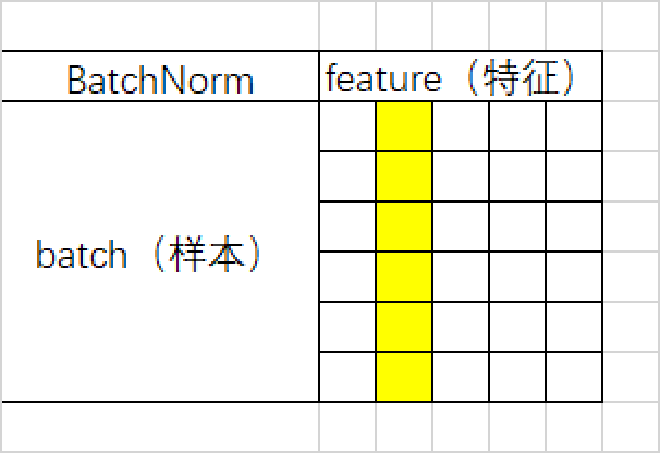 BatchNorm
feature（特征）
batch（样本）